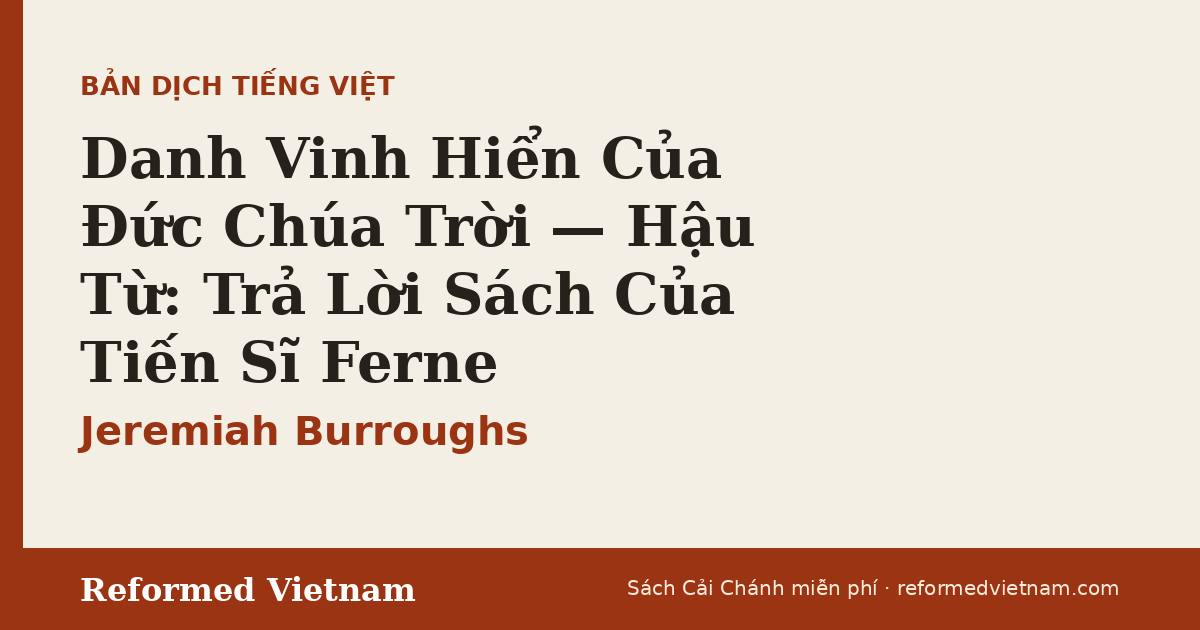 BẢN DỊCH TIẾNG VIỆT
Danh Vinh Hiển Của
Đức Chúa Trời — Hậu
Từ: Trả Lời Sách Của
Tiến Sĩ Ferne
Jeremiah Burroughs
Reformed Vietnam
Sách Cải Chánh miễn phí · reformedvietnam.com